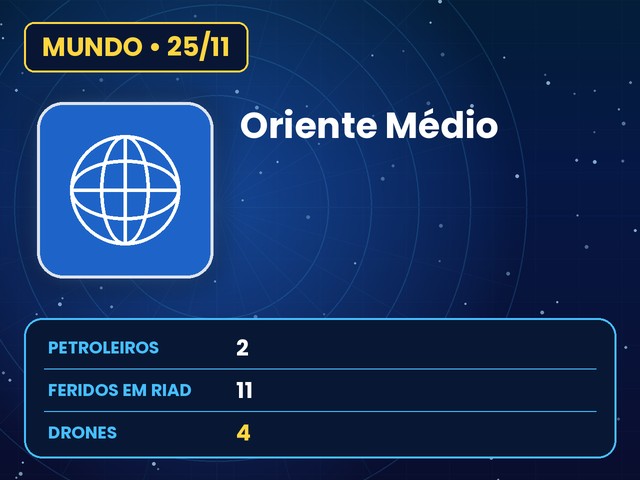 MUNDO • 25/11
Oriente Médio
PETROLEIROS 2
FERIDOS EM RIAD 11
DRONES 4